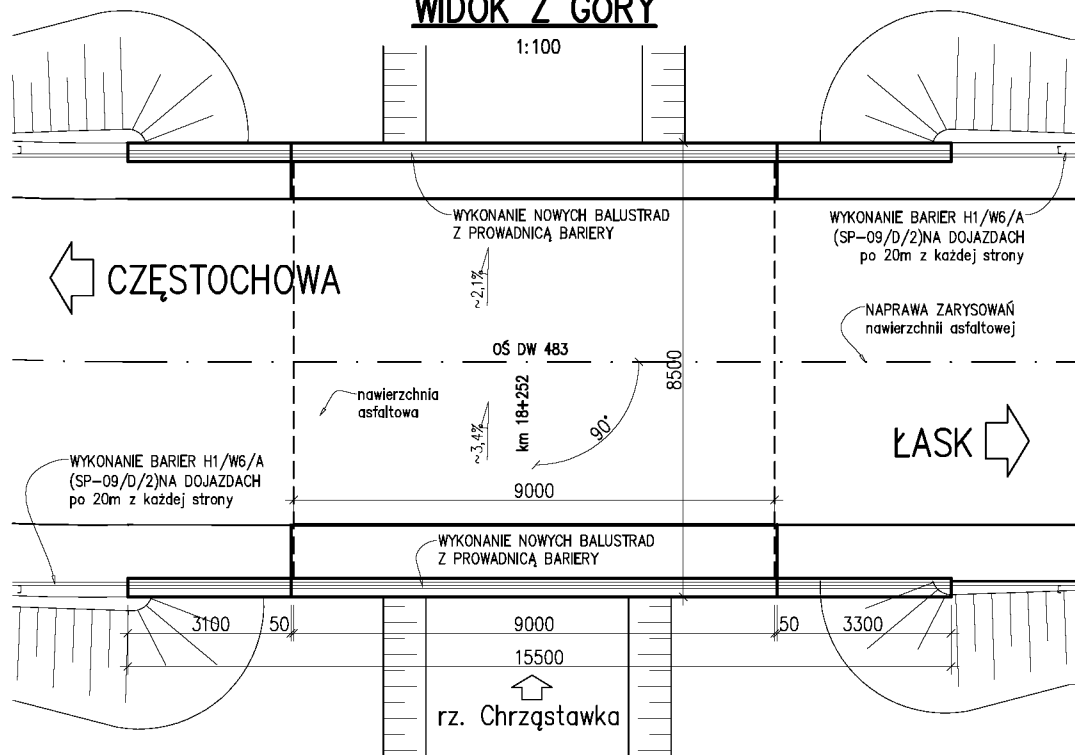 WIDOK Z GÓRY
1:100
WYKONANIE NOWYCH BALUSTRAD
Z PROWADNICĄ BARIERY
WYKONANIE BARIER H1/W6/A
(SP-09/D/2)NA DOJAZDACH
po 20m z każdej strony
CZĘSTOCHOWA
~2,1%
NAPRAWA ZARYSOWAŃ
nawierzchnii asfaltowej
OŚ DW 483
8500
nawierzchnia
asfaltowa
km 18+252
~3,4%
90°
ŁASK
WYKONANIE BARIER H1/W6/A
(SP-09/D/2)NA DOJAZDACH
po 20m z każdej strony
9000
WYKONANIE NOWYCH BALUSTRAD
Z PROWADNICĄ BARIERY
3100 50 9000 50 3300
15500
rz. Chrząstawka